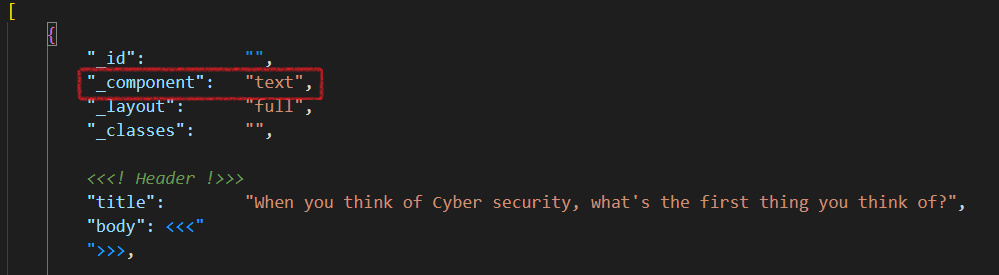 [
{
"_id": "",
"_component": "text",
"_layout": "full",
"_classes": "",
<<<! Header !>>>
"title": "When you think of Cyber security, what's the first thing you think of?",
"body": <<<"
">>>,